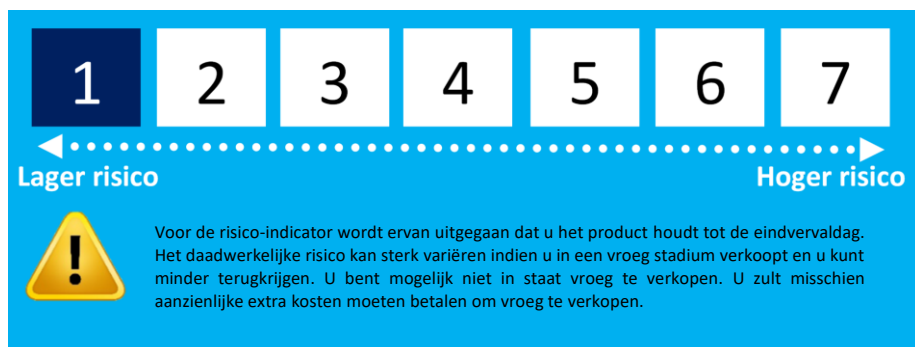 1 2 3 4 5 6 7
Lager risico Hoger risico
!
Voor de risico-indicator wordt ervan uitgegaan dat u het product houdt tot de eindvervaldag.
Het daadwerkelijke risico kan sterk variëren indien u in een vroeg stadium verkoopt en u kunt
minder terugkrijgen. U bent mogelijk niet in staat vroeg te verkopen. U zult misschien
aanzienlijke extra kosten moeten betalen om vroeg te verkopen.